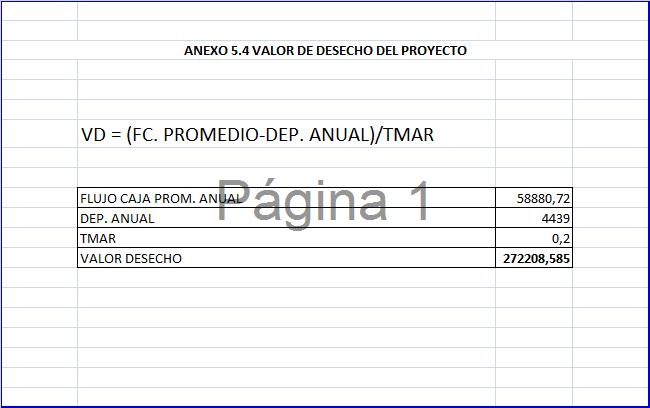 ANEXO 5.4 VALOR DE DESECHO DEL PROYECTO
VD = (FC. PROMEDIO-DEP. ANUAL)/TMAR
Página 1
FLUJO CAJA PROM. ANUAL 58880,72
DEP. ANUAL 4439
TMAR 0,2
VALOR DESECHO 272208,585